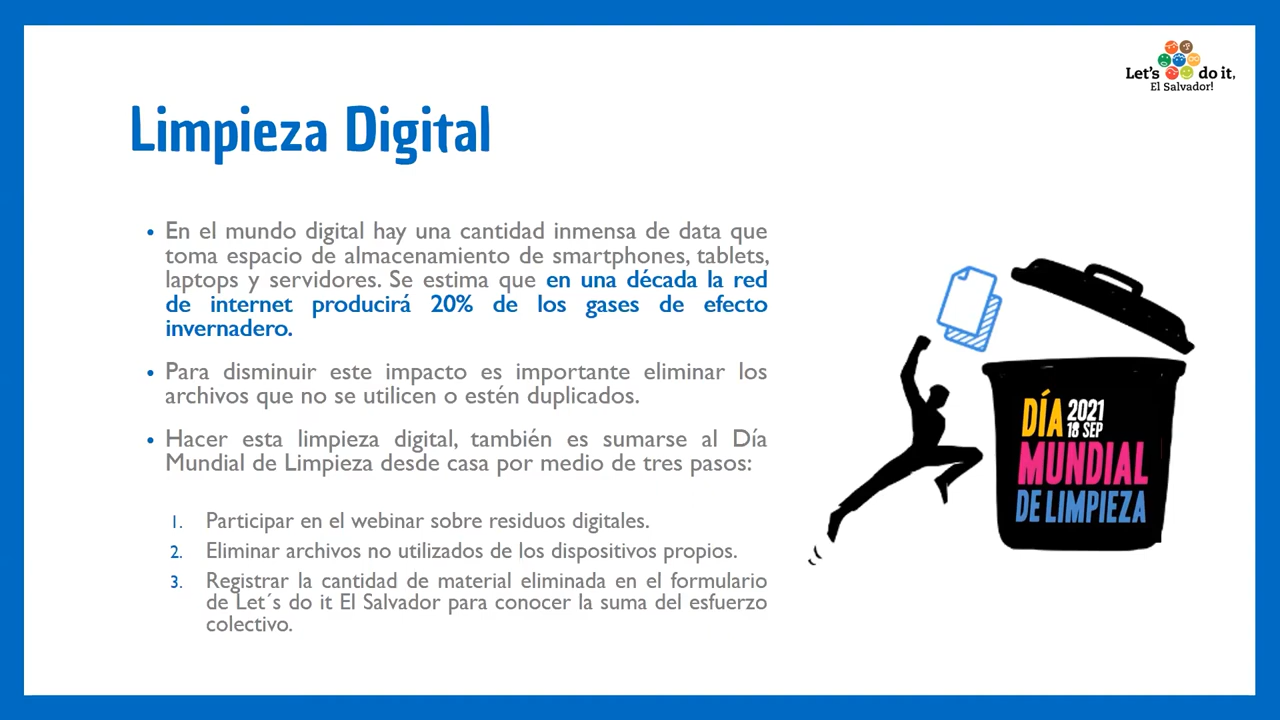 Let's do it,
El Salvador!
Limpieza Digital
• En el mundo digital hay una cantidad inmensa de data que
toma espacio de almacenamiento de smartphones, tablets,
laptops y servidores. Se estima que en una década la red
de internet producirá 20% de los gases de efecto
invernadero.
• Para disminuir este impacto es importante eliminar los
archivos que no se utilicen o estén duplicados.
• Hacer esta limpieza digital, también es sumarse al Día
Mundial de Limpieza desde casa por medio de tres pasos:
1. Participar en el webinar sobre residuos digitales.
2. Eliminar archivos no utilizados de los dispositivos propios.
3. Registrar la cantidad de material eliminada en el formulario
de Let´s do it El Salvador para conocer la suma del esfuerzo
colectivo.
DÍA 2021
18 SEP
MUNDIAL
DE LIMPIEZA